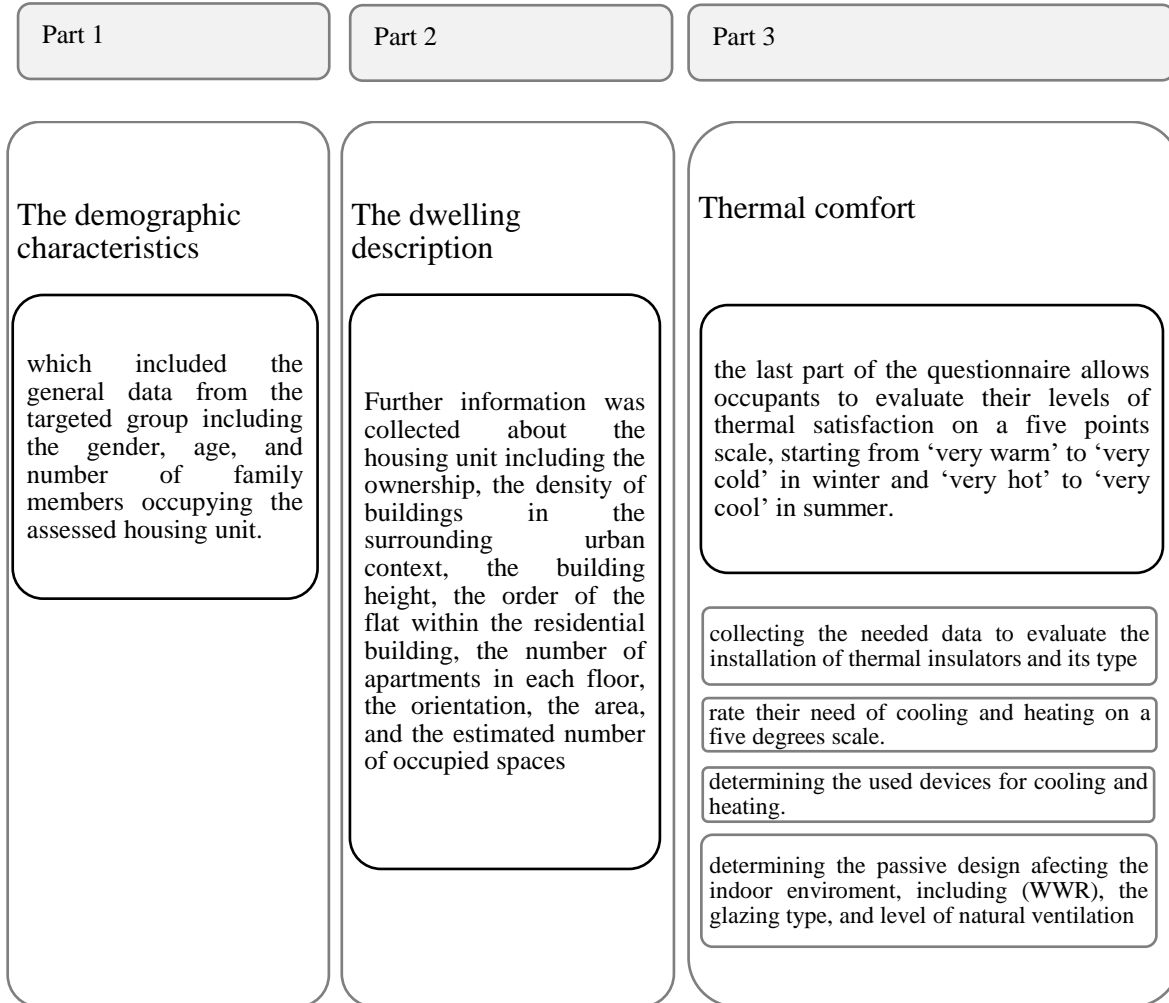 Part 1
Part 2
Part 3
The demographic
characteristics
which included the
general data from the
targeted group including
the gender, age, and
number of family
members occupying the
assessed housing unit.
The dwelling
description
Further information was
collected about the
housing unit including the
ownership, the density of
buildings in the
surrounding urban
context, the building
height, the order of the
flat within the residential
building, the number of
apartments in each floor,
the orientation, the area,
and the estimated number
of occupied spaces
Thermal comfort
the last part of the questionnaire allows
occupants to evaluate their levels of
thermal satisfaction on a five points
scale, starting from ‘very warm’ to ‘very
cold’ in winter and ‘very hot’ to ‘very
cool’ in summer.
collecting the needed data to evaluate the
installation of thermal insulators and its type
rate their need of cooling and heating on a
five degrees scale.
determining the used devices for cooling and
heating.
determining the passive design afecting the
indoor enviroment, including (WWR), the
glazing type, and level of natural ventilation